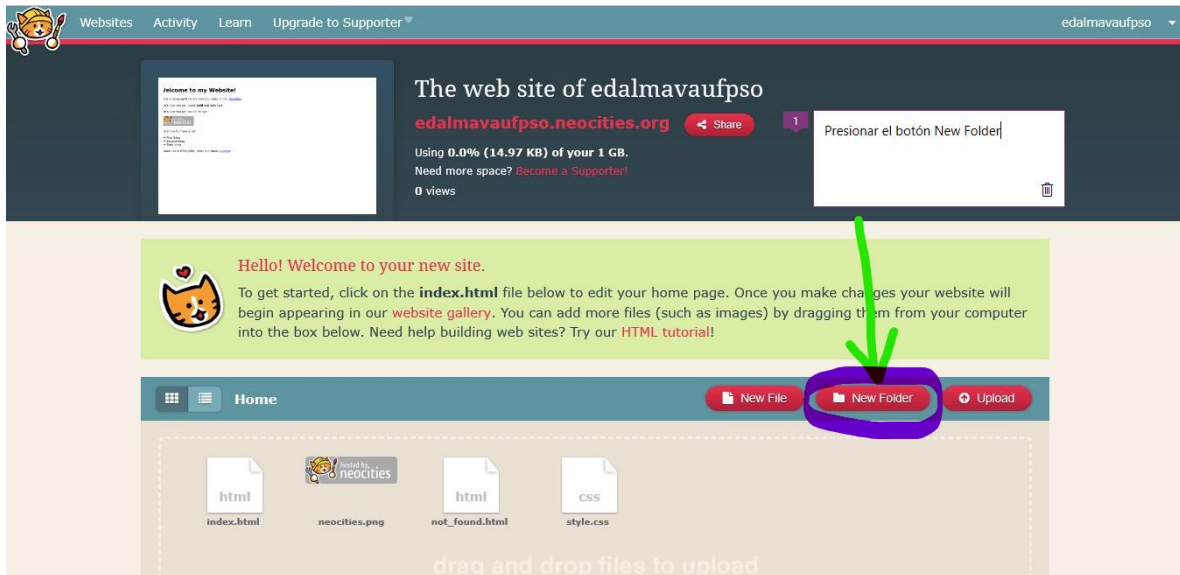 Websites Activity Learn Upgrade to Supporter edalmavaufpso
The web site of edalmavaufpso
edalmavaufpso.neocities.org Share
Using 0.0% (14.97 KB) of your 1 GB.
Need more space? Become a Supporter!
0 views
1
Presionar el botón New Folder
Welcome to my Website!
Hello! Welcome to your new site.
To get started, click on the index.html file below to edit your home page. Once you make changes your website will
begin appearing in our website gallery. You can add more files (such as images) by dragging them from your computer
into the box below. Need help building web sites? Try our HTML tutorial!
Home New File New Folder Upload
html hosted by neocities html css
index.html neocities.png not_found.html style.css
drag and drop files to upload